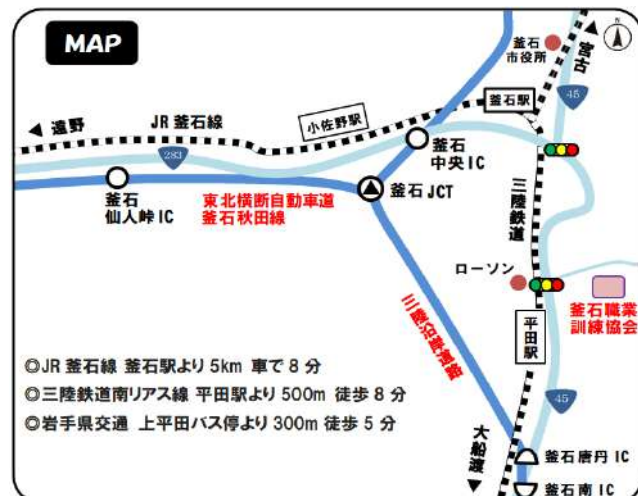 MAP
N
釜石
市役所
宮古
45
釜石駅
小佐野駅
JR 釜石線
遠野
283
釜石
中央 IC
釜石
仙人峠 IC
東北横断自動車道
釜石秋田線
釜石 JCT
三陸鉄道
ローソン
釜石職業
訓練協会
三陸沿岸道路
平田駅
◎JR 釜石線 釜石駅より 5km 車で 8 分
◎三陸鉄道南リアス線 平田駅より 500m 徒歩 8 分
◎岩手県交通 上平田バス停より 300m 徒歩 5 分
45
大船渡
釜石唐丹 IC
釜石南 IC